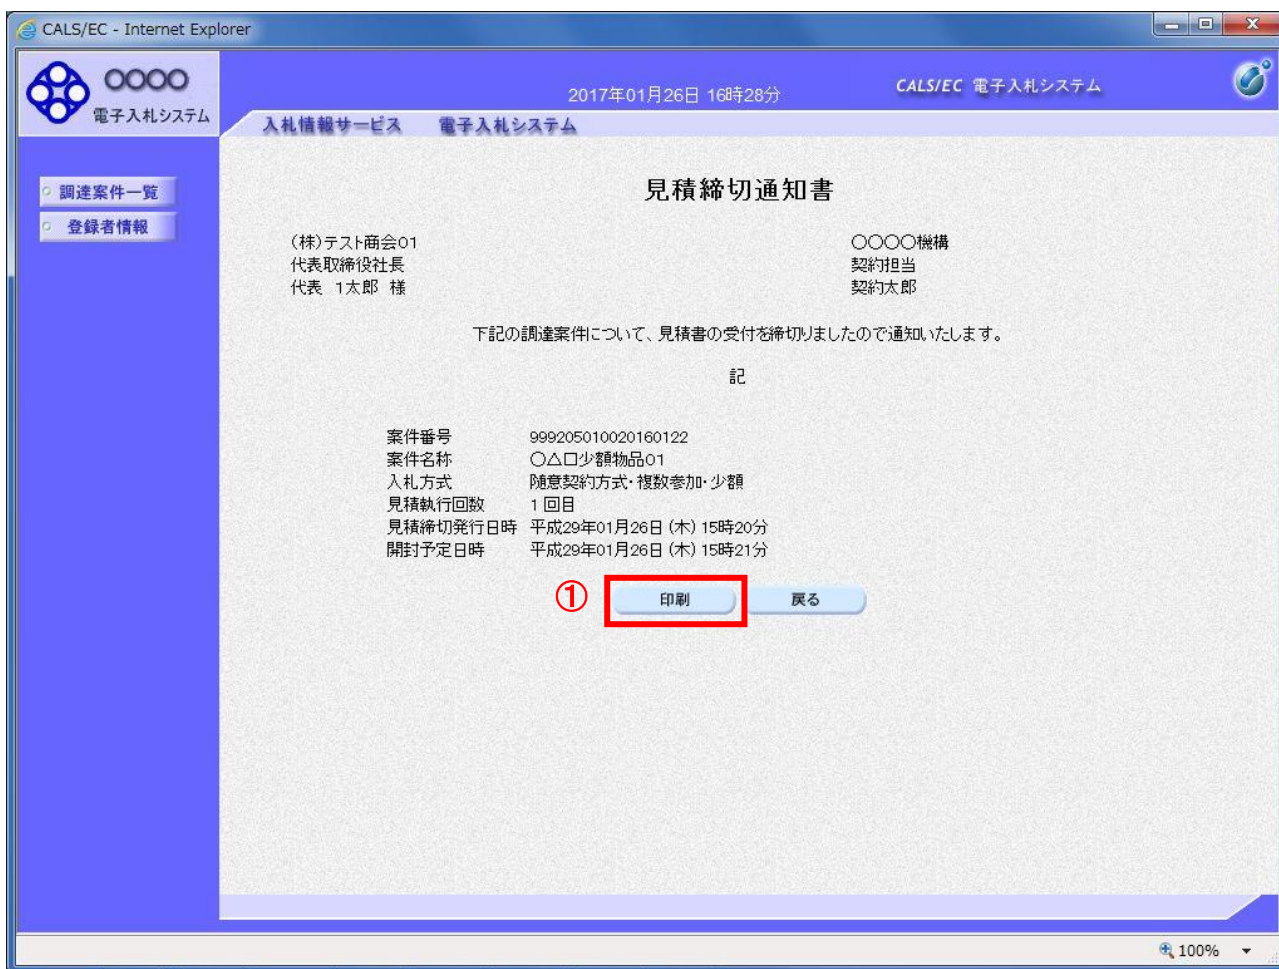 CALS/EC - Internet Explorer
〇〇〇〇
電子入札システム
2017年01月26日 16時28分
CALS/EC 電子入札システム
入札情報サービス 電子入札システム
調達案件一覧
登録者情報
見積締切通知書
(株)テスト商会01
代表取締役社長
代表 1太郎 様
〇〇〇〇機構
契約担当
契約太郎
下記の調達案件について、見積書の受付を締切りましたので通知いたします。
記
案件番号 999205010020160122
案件名称 〇△口少額物品01
入札方式 随意契約方式・複数参加・少額
見積執行回数 1回目
見積締切発行日時 平成29年01月26日 (木) 15時20分
開封予定日時 平成29年01月26日 (木) 15時21分
① 印刷 戻る
100%